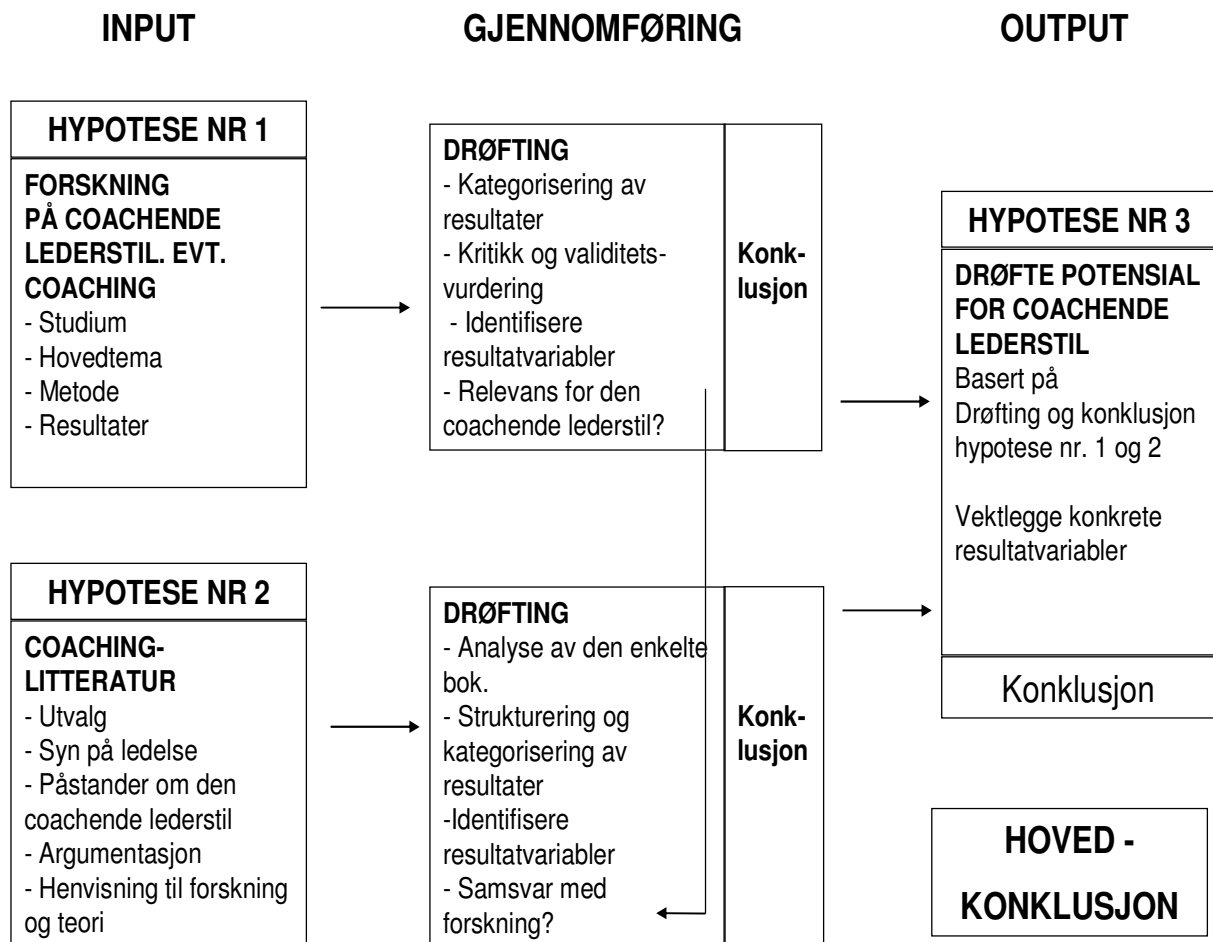 INPUT
GJENNOMFØRING
OUTPUT
HYPOTESE NR 1
FORSKNING
PÅ COACHENDE
LEDERSTIL. EVT.
COACHING
- Studium
- Hovedtema
- Metode
- Resultater
DRØFTING
- Kategorisering av
resultater
- Kritikk og validitets-
vurdering
- Identifisere
resultatvariabler
- Relevans for den
coachende lederstil?
Konk-
lusjon
HYPOTESE NR 2
COACHING-
LITTERATUR
- Utvalg
- Syn på ledelse
- Påstander om den
coachende lederstil
- Argumentasjon
- Henvisning til forskning
og teori
DRØFTING
- Analyse av den enkelte
bok.
- Strukturering og
kategorisering av
resultater
-Identifisere
resultatvariabler
- Samsvar med
forskning?
Konk-
lusjon
HYPOTESE NR 3
DRØFTE POTENSIAL
FOR COACHENDE
LEDERSTIL
Basert på
Drøfting og konklusjon
hypotese nr. 1 og 2
Vektlegge konkrete
resultatvariabler
Konklusjon
HOVED -
KONKLUSJON